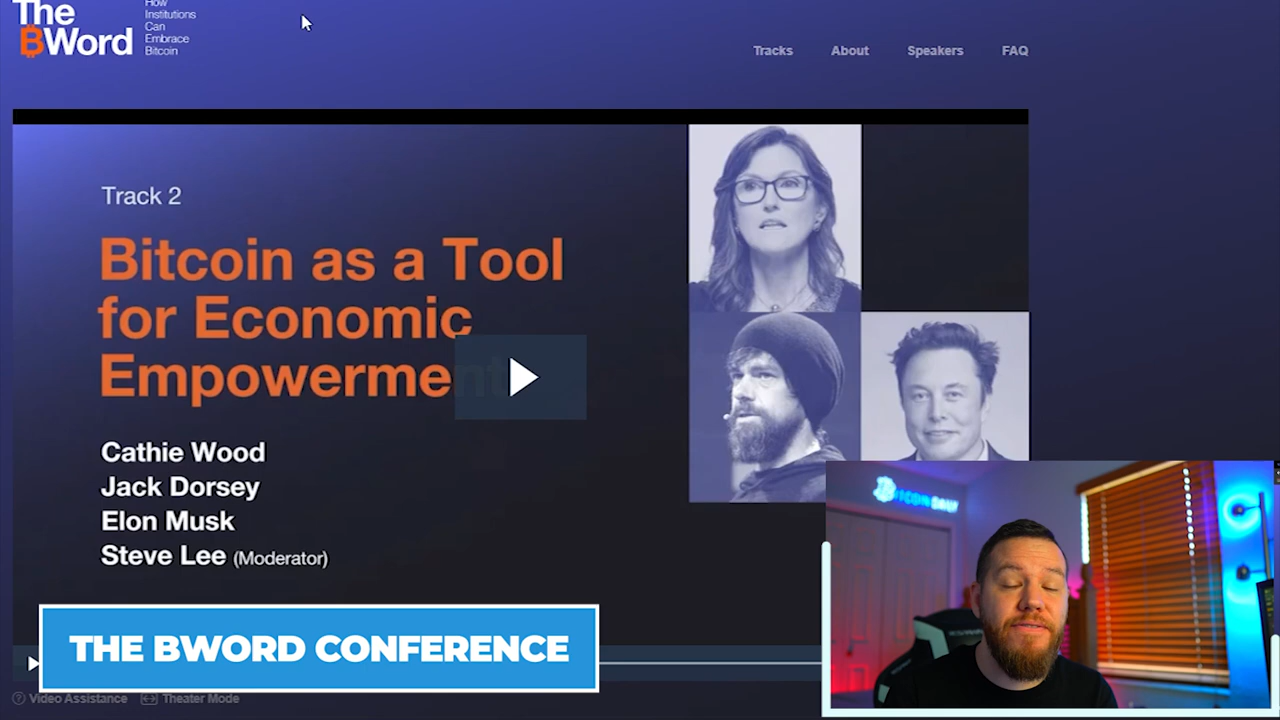 The
BWord
How
Institutions
Can
Embrace
Bitcoin
Tracks
About
Speakers
FAQ
Track 2
Bitcoin as a Tool
for Economic
Empowerment
Cathie Wood
Jack Dorsey
Elon Musk
Steve Lee (Moderator)
THE BWORD CONFERENCE
Video Assistance
Theater Mode